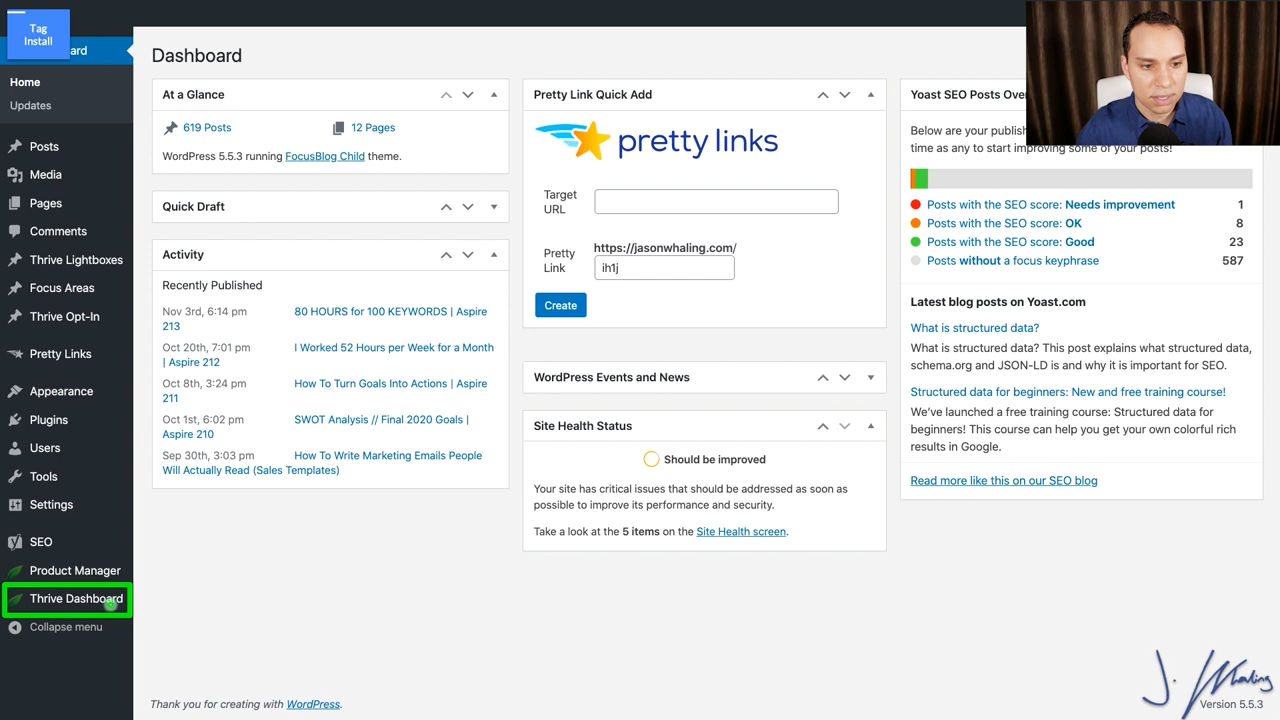 Tag
Install
ard
Home
Updates
Posts
Media
Pages
Comments
Thrive Lightboxes
Focus Areas
Thrive Opt-In
Pretty Links
Appearance
Plugins
Users
Tools
Settings
SEO
Product Manager
Thrive Dashboard
Collapse menu
Dashboard
At a Glance
619 Posts
12 Pages
WordPress 5.5.3 running FocusBlog Child theme.
Quick Draft
Activity
Recently Published
Nov 3rd, 6:14 pm 80 HOURS for 100 KEYWORDS | Aspire
213
Oct 20th, 7:01 pm I Worked 52 Hours per Week for a Month
| Aspire 212
Oct 8th, 3:24 pm How To Turn Goals Into Actions | Aspire
211
Oct 1st, 6:02 pm SWOT Analysis // Final 2020 Goals |
Aspire 210
Sep 30th, 3:03 pm How To Write Marketing Emails People
Will Actually Read (Sales Templates)
Pretty Link Quick Add
pretty links
Target
URL
https://jasonwhaling.com/
Pretty
Link
ih1j
Create
WordPress Events and News
Site Health Status
Should be improved
Your site has critical issues that should be addressed as soon as
possible to improve its performance and security.
Take a look at the 5 items on the Site Health screen.
Yoast SEO Posts Over
Below are your publish
time as any to start improving some of your posts!
Posts with the SEO score: Needs improvement 1
Posts with the SEO score: OK 8
Posts with the SEO score: Good 23
Posts without a focus keyphrase 587
Latest blog posts on Yoast.com
What is structured data?
What is structured data? This post explains what structured data,
schema.org and JSON-LD is and why it is important for SEO.
Structured data for beginners: New and free training course!
We've launched a free training course: Structured data for
beginners! This course can help you get your own colorful rich
results in Google.
Read more like this on our SEO blog
Thank you for creating with WordPress.
J. Whaling
Version 5.5.3